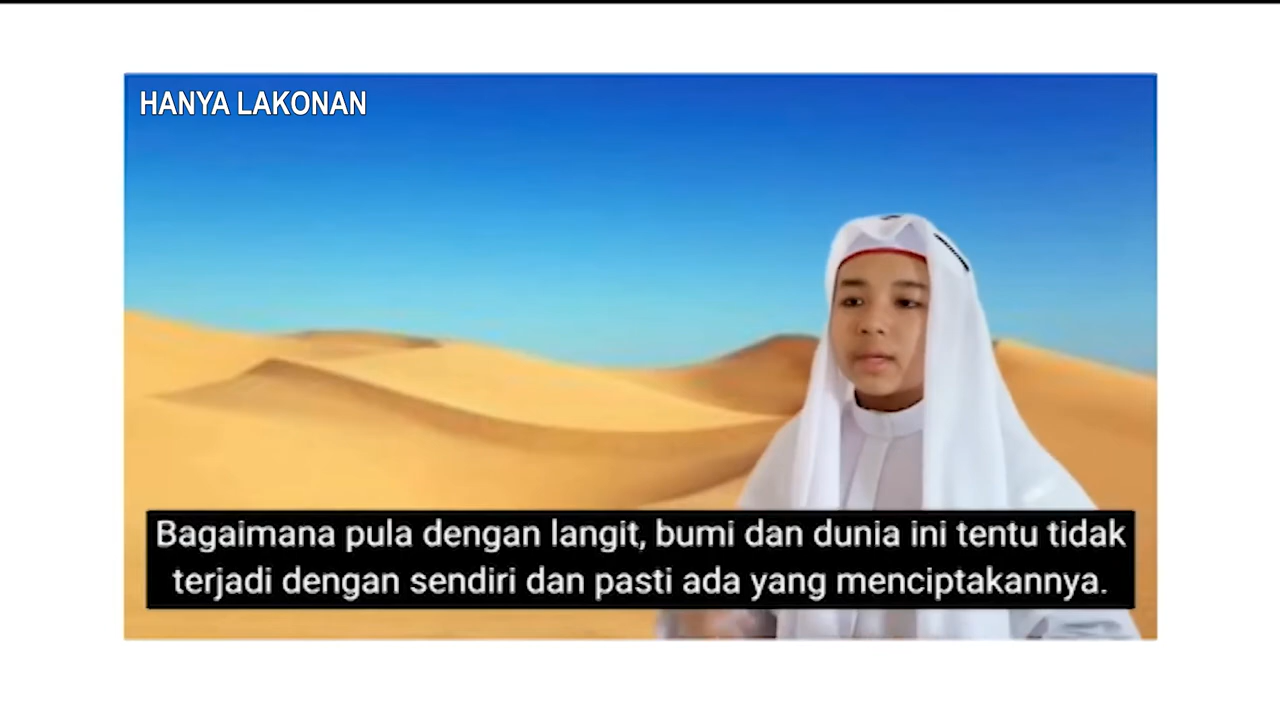 HANYA LAKONAN
Bagaimana pula dengan langit, bumi dan dunia ini tentu tidak
terjadi dengan sendiri dan pasti ada yang menciptakannya.